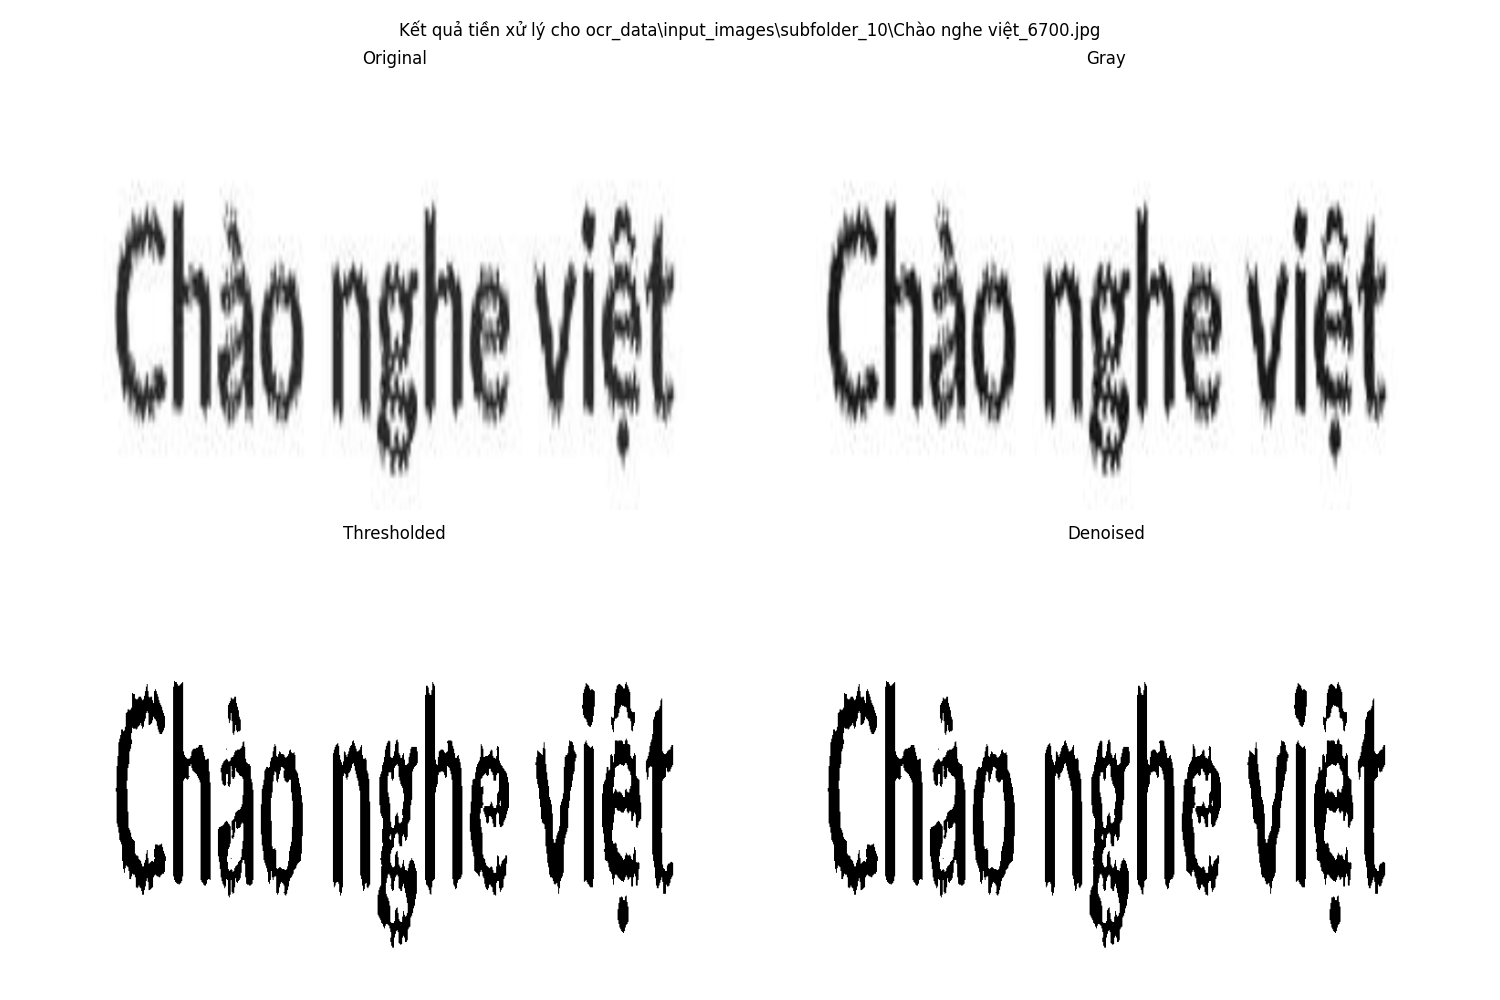 Kết quả tiền xử lý cho ocr_data\input_images\subfolder_10\Chào nghe việt_6700.jpg
Original
Gray
Chào nghe việt
Chào nghe việt
Thresholded
Denoised
Chào nghe việt
Chào nghe việt